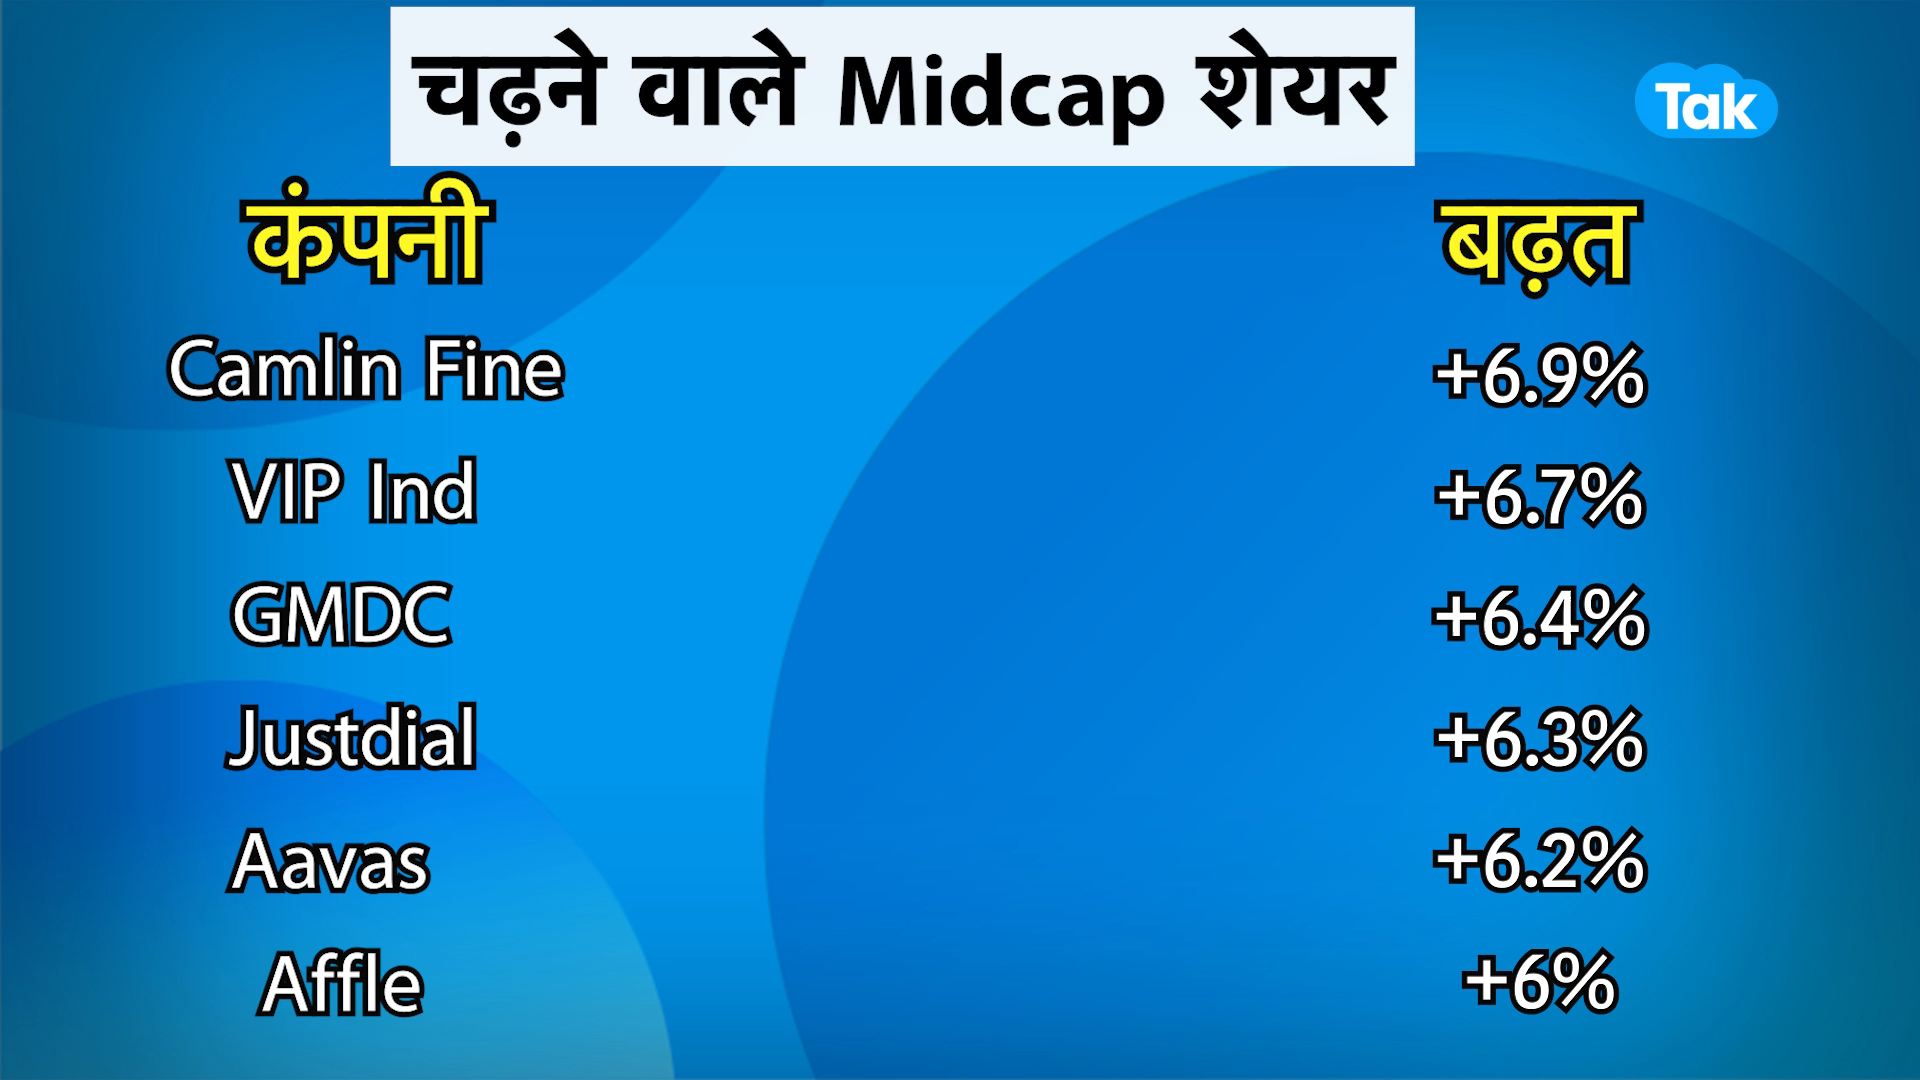 चढ़ने वाले Midcap शेयर
Tak
कंपनी बढ़त
Camlin Fine +6.9%
VIP Ind +6.7%
GMDC +6.4%
Justdial +6.3%
Aavas +6.2%
Affle +6%